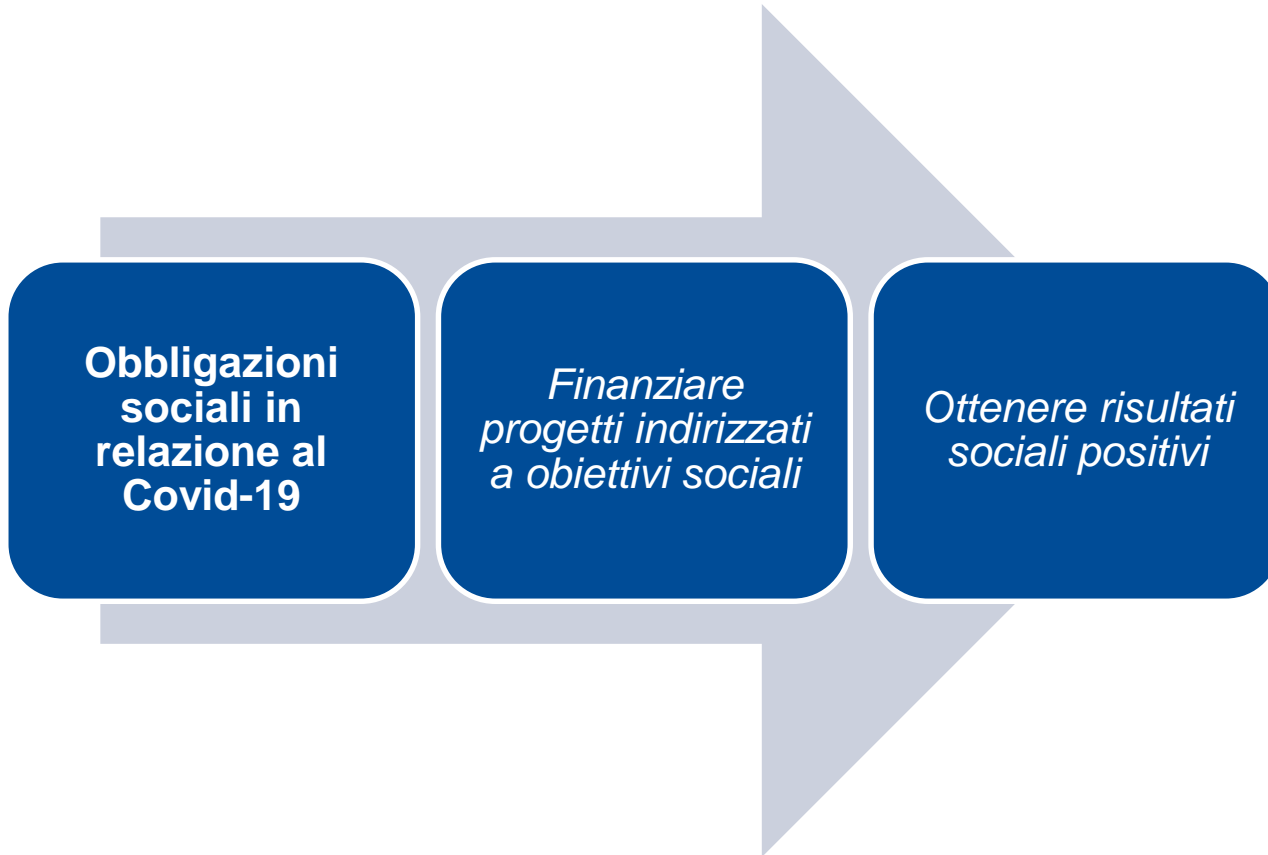 Obbligazioni
sociali in
relazione al
Covid-19
Finanziare
progetti indirizzati
a obiettivi sociali
Ottenere risultati
sociali positivi